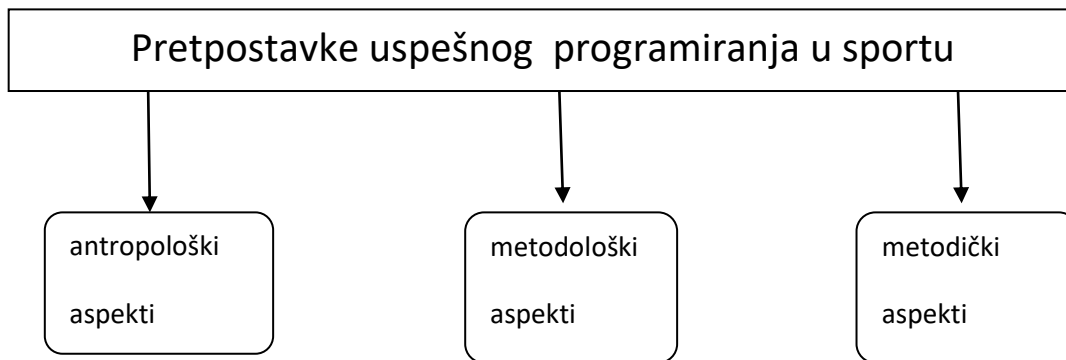 Pretpostavke uspešnog programiranja u sportu
antropološki
aspekti
metodološki
aspekti
metodički
aspekti